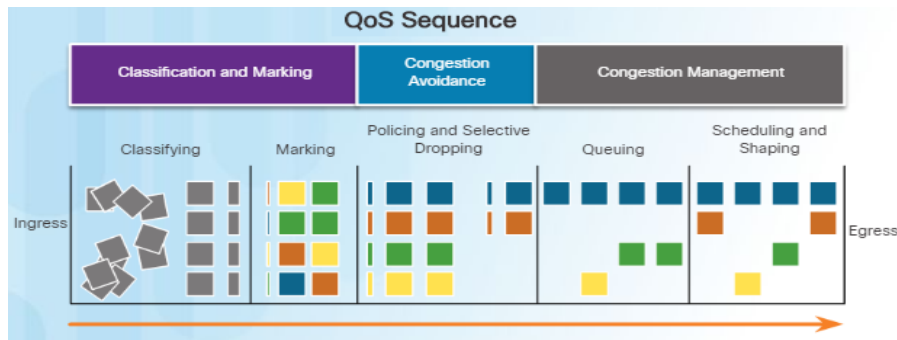 QoS Sequence
Classification and Marking
Congestion
Avoidance
Congestion Management
Classifying
Marking
Policing and Selective
Dropping
Queuing
Scheduling and
Shaping
Ingress
Egress